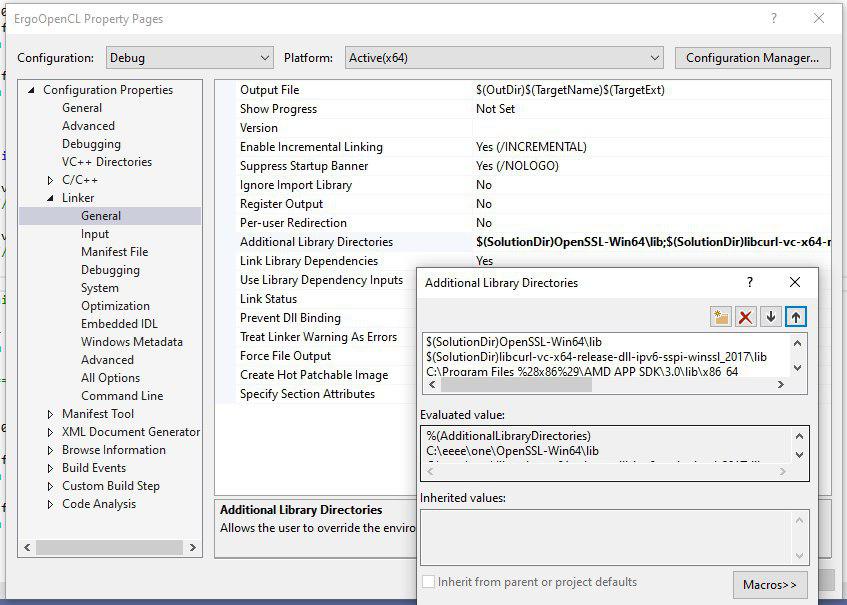 ErgoOpenCL Property Pages
Configuration: Debug Platform: Active(x64) Configuration Manager...
Configuration Properties
General
Advanced
Debugging
VC++ Directories
C/C++
Linker
General
Input
Manifest File
Debugging
System
Optimization
Embedded IDL
Windows Metadata
Advanced
All Options
Command Line
Manifest Tool
XML Document Generator
Browse Information
Build Events
Custom Build Step
Code Analysis
Output File $(OutDir)$(TargetName)$(TargetExt)
Show Progress Not Set
Version
Enable Incremental Linking Yes (/INCREMENTAL)
Suppress Startup Banner Yes (/NOLOGO)
Ignore Import Library No
Register Output No
Per-user Redirection No
Additional Library Directories $(SolutionDir)OpenSSL-Win64\lib;$(SolutionDir)libcurl-vc-x64-r
Link Library Dependencies Yes
Use Library Dependency Inputs
Link Status
Prevent Dll Binding
Treat Linker Warning As Errors
Force File Output
Create Hot Patchable Image
Specify Section Attributes
Additional Library Directories
Allows the user to override the enviro
Additional Library Directories
$(SolutionDir)OpenSSL-Win64\lib
$(SolutionDir)libcurl-vc-x64-release-dll-ipv6-sspi-winssl_2017\lib
C:\Program Files %28x86%29\AMD APP SDK\3.0\lib\x86_64
Evaluated value:
%(AdditionalLibraryDirectories)
C:\eeee\one\OpenSSL-Win64\lib
Inherited values:
Inherit from parent or project defaults
Macros>>